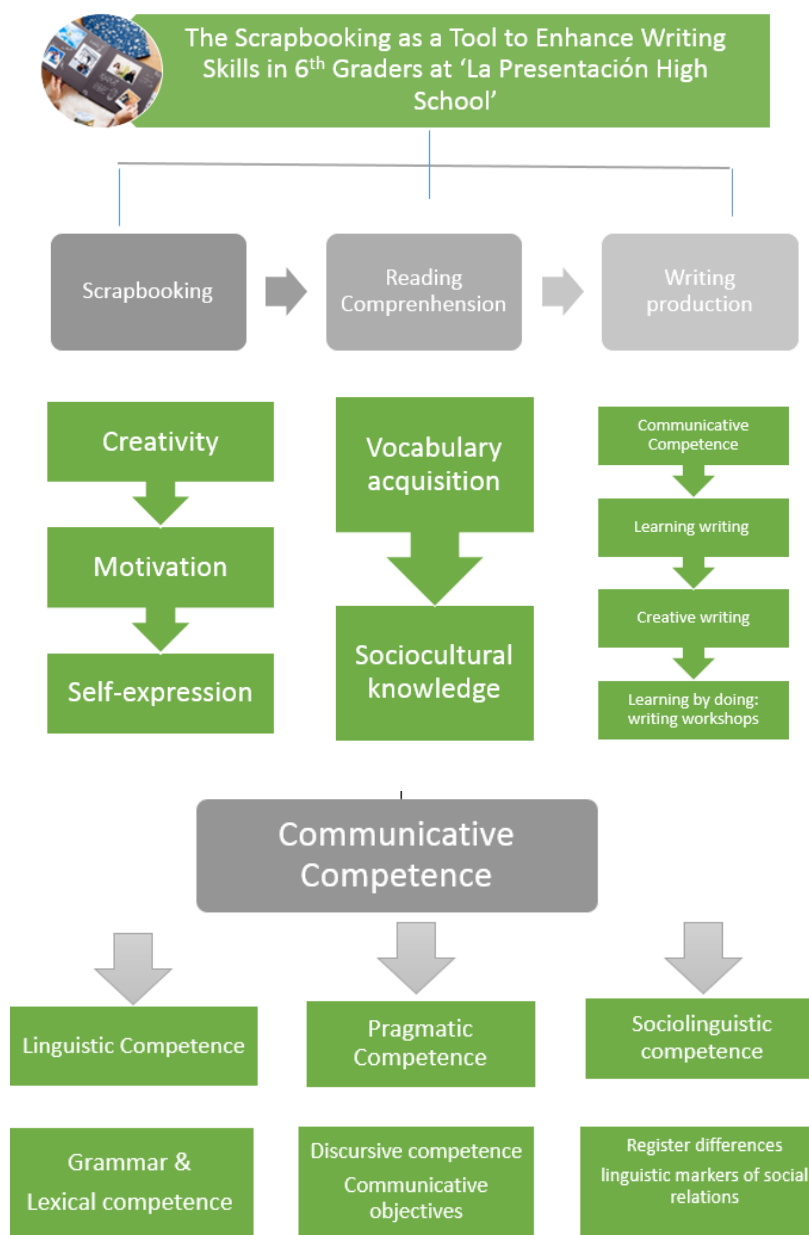 The Scrapbooking as a Tool to Enhance Writing
Skills in 6th Graders at ‘La Presentación High
School’
Scrapbooking
Reading
Comprenhension
Writing
production
Creativity
Motivation
Self-expression
Vocabulary
acquisition
Sociocultural
knowledge
Communicative
Competence
Learning writing
Creative writing
Learning by doing:
writing workshops
Communicative
Competence
Linguistic Competence
Pragmatic
Competence
Sociolinguistic
competence
Grammar &
Lexical competence
Discursive competence
Communicative
objectives
Register differences
linguistic markers of social
relations